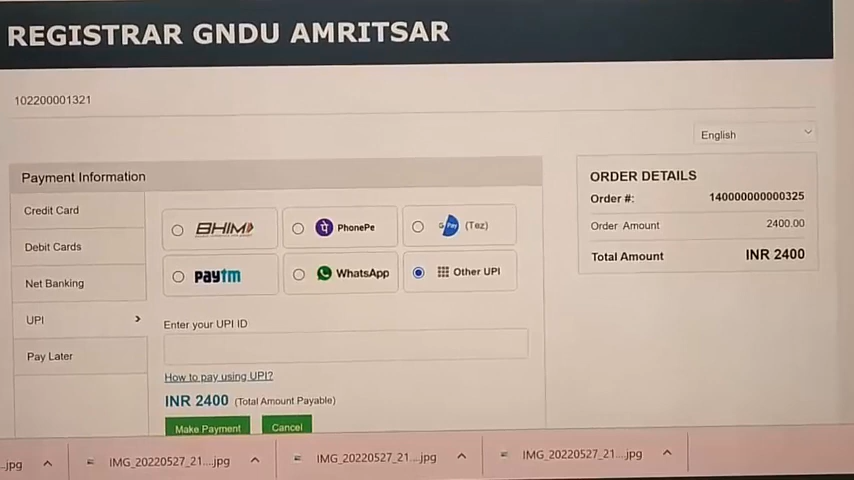 REGISTRAR GNDU AMRITSAR
102200001321
English
Payment Information
Credit Card
Debit Cards
Net Banking
UPI
Pay Later
BHIM
PhonePe
G Pay (Tez)
paytm
WhatsApp
Other UPI
Enter your UPI ID
How to pay using UPI?
INR 2400 (Total Amount Payable)
Make Payment Cancel
ORDER DETAILS
Order #: 140000000000325
Order Amount 2400.00
Total Amount INR 2400
...jpg IMG_20220527_21....jpg IMG_20220527_21....jpg IMG_20220527_21....jpg